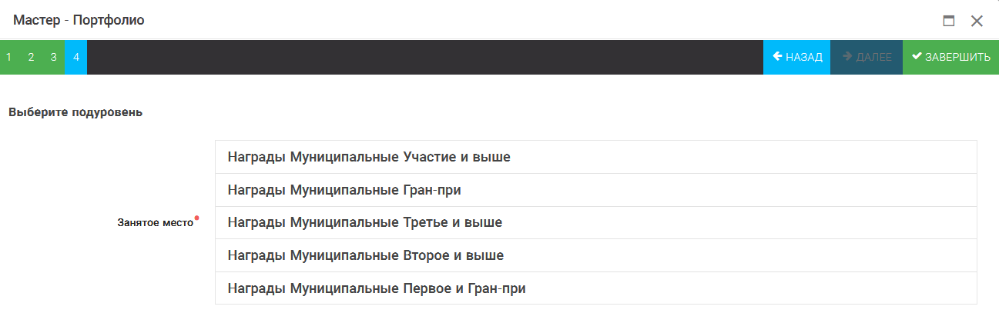 Мастер - Портфолио
1 2 3 4 НАЗАД ДАЛЕЕ ЗАВЕРШИТЬ
Выберите подуровень
Награды Муниципальные Участие и выше
Награды Муниципальные Гран-при
Занятое место Награды Муниципальные Третье и выше
Награды Муниципальные Второе и выше
Награды Муниципальные Первое и Гран-при